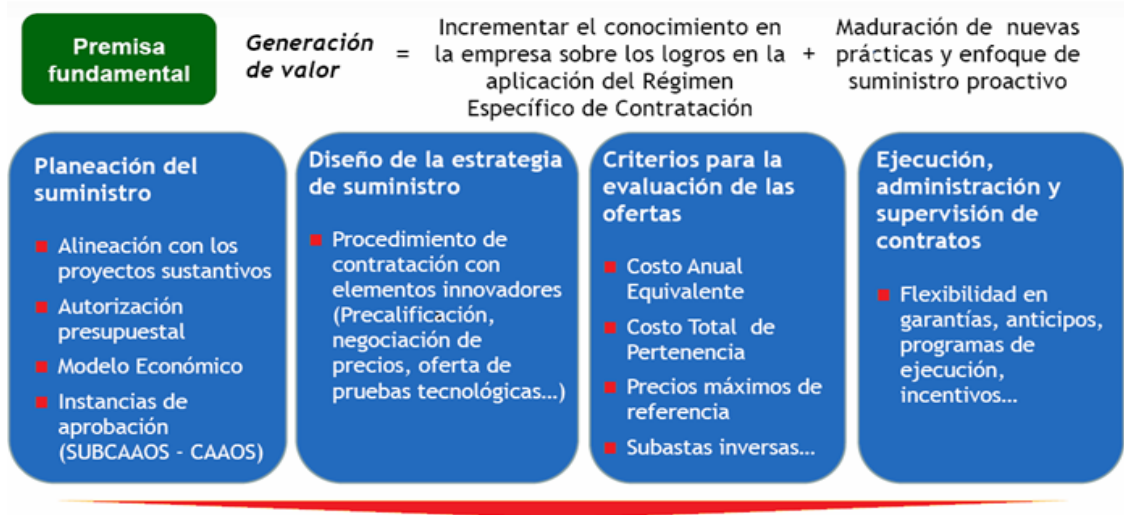 Premisa
fundamental
Generación
de valor
=
Incrementar el conocimiento en
la empresa sobre los logros en la
aplicación del Régimen
Específico de Contratación
+
Maduración de nuevas
prácticas y enfoque de
suministro proactivo
Planeación del
suministro
Alineación con los
proyectos sustantivos
Autorización
presupuestal
Modelo Económico
Instancias de
aprobación
(SUBCAAOS - CAAOS)
Diseño de la estrategia
de suministro
Procedimiento de
contratación con
elementos innovadores
(Precalificación,
negociación de
precios, oferta de
pruebas tecnológicas...)
Criterios para la
evaluación de las
ofertas
Costo Anual
Equivalente
Costo Total de
Pertenencia
Precios máximos de
referencia
Subastas inversas...
Ejecución,
administración y
supervisión de
contratos
Flexibilidad en
garantías, anticipos,
programas de
ejecución,
incentivos...